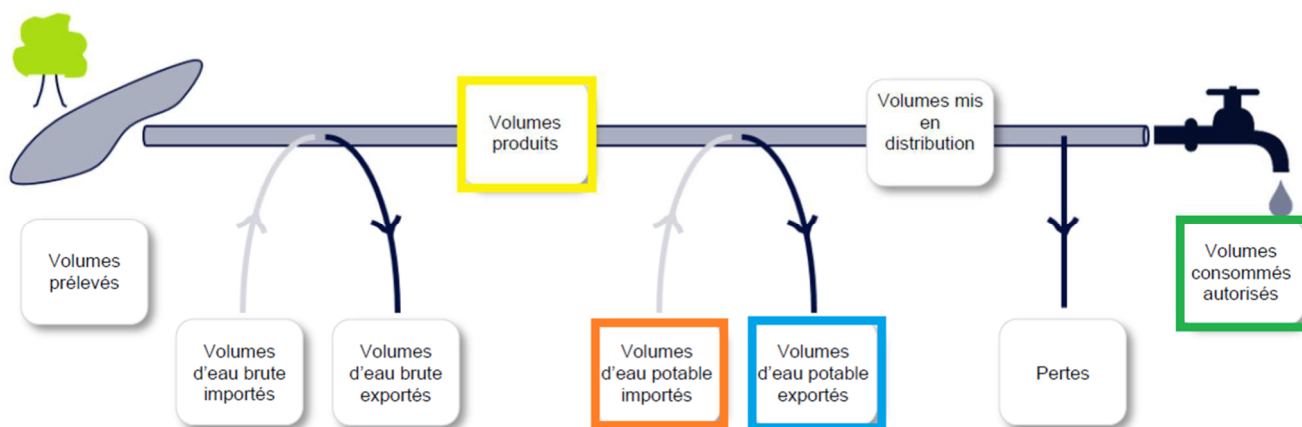 Volumes
prélevés
Volumes
d'eau brute
importés
Volumes
d'eau brute
exportés
Volumes
produits
Volumes
d'eau potable
importés
Volumes
d'eau potable
exportés
Volumes mis
en
distribution
Pertes
Volumes
consommés
autorisés